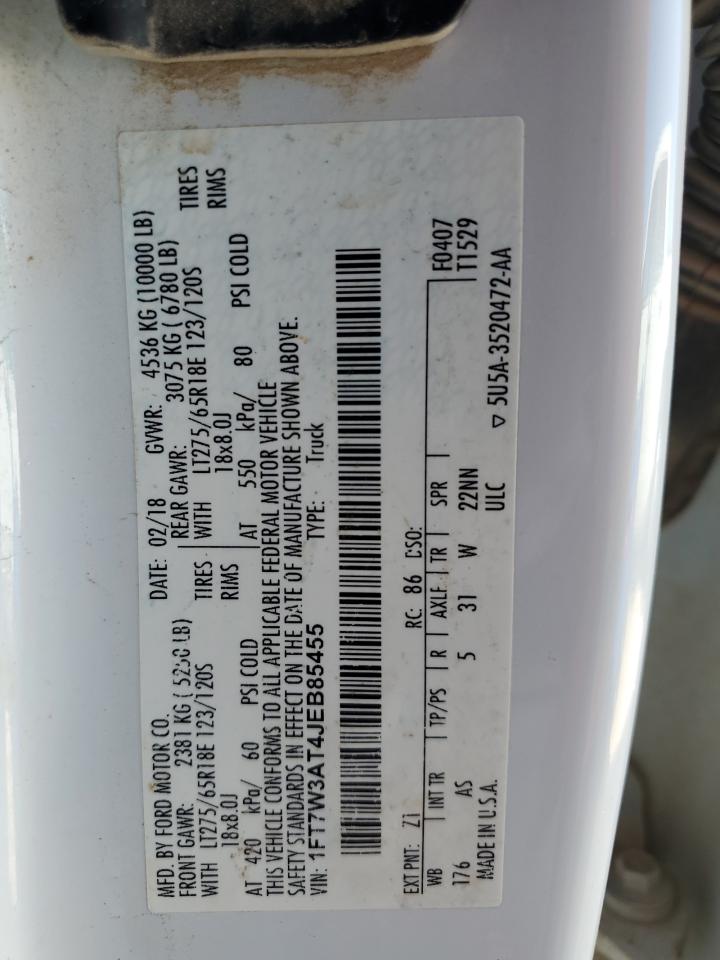 MFD. BY FORD MOTOR CO.
DATE: 02/18 GVWR: 4536 KG (10000 LB)
FRONT GAWR: 2381 KG ( LB) REAR GAWR: 3075 KG ( 6780 LB)
WITH LT275/65R18E 123/120S TIRES WITH LT275/65R18E 123/120S TIRES
18x8.0J RIMS 18x8.0J RIMS
AT 420 kPa/ 60 PSI COLD AT 550 kPa/ 80 PSI COLD
THIS VEHICLE CONFORMS TO ALL APPLICABLE FEDERAL MOTOR VEHICLE
SAFETY STANDARDS IN EFFECT ON THE DATE OF MANUFACTURE SHOWN ABOVE.
VIN: 1FT7W3AT4JEB85455 TYPE: Truck
EXT PNT: Z1 RC: 86 DSO: F0407
WB INT TR TP/PS R AXLE TR SPR T1529
176 AS 5 31 W 22NN
MADE IN U.S.A. ULC ▽ 5U5A-3520472-AA